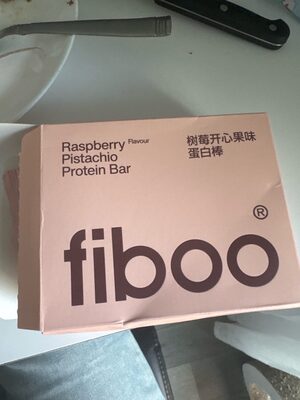 Raspberry Flavour
Pistachio
Protein Bar
树莓开心果味
蛋白棒
fiboo®